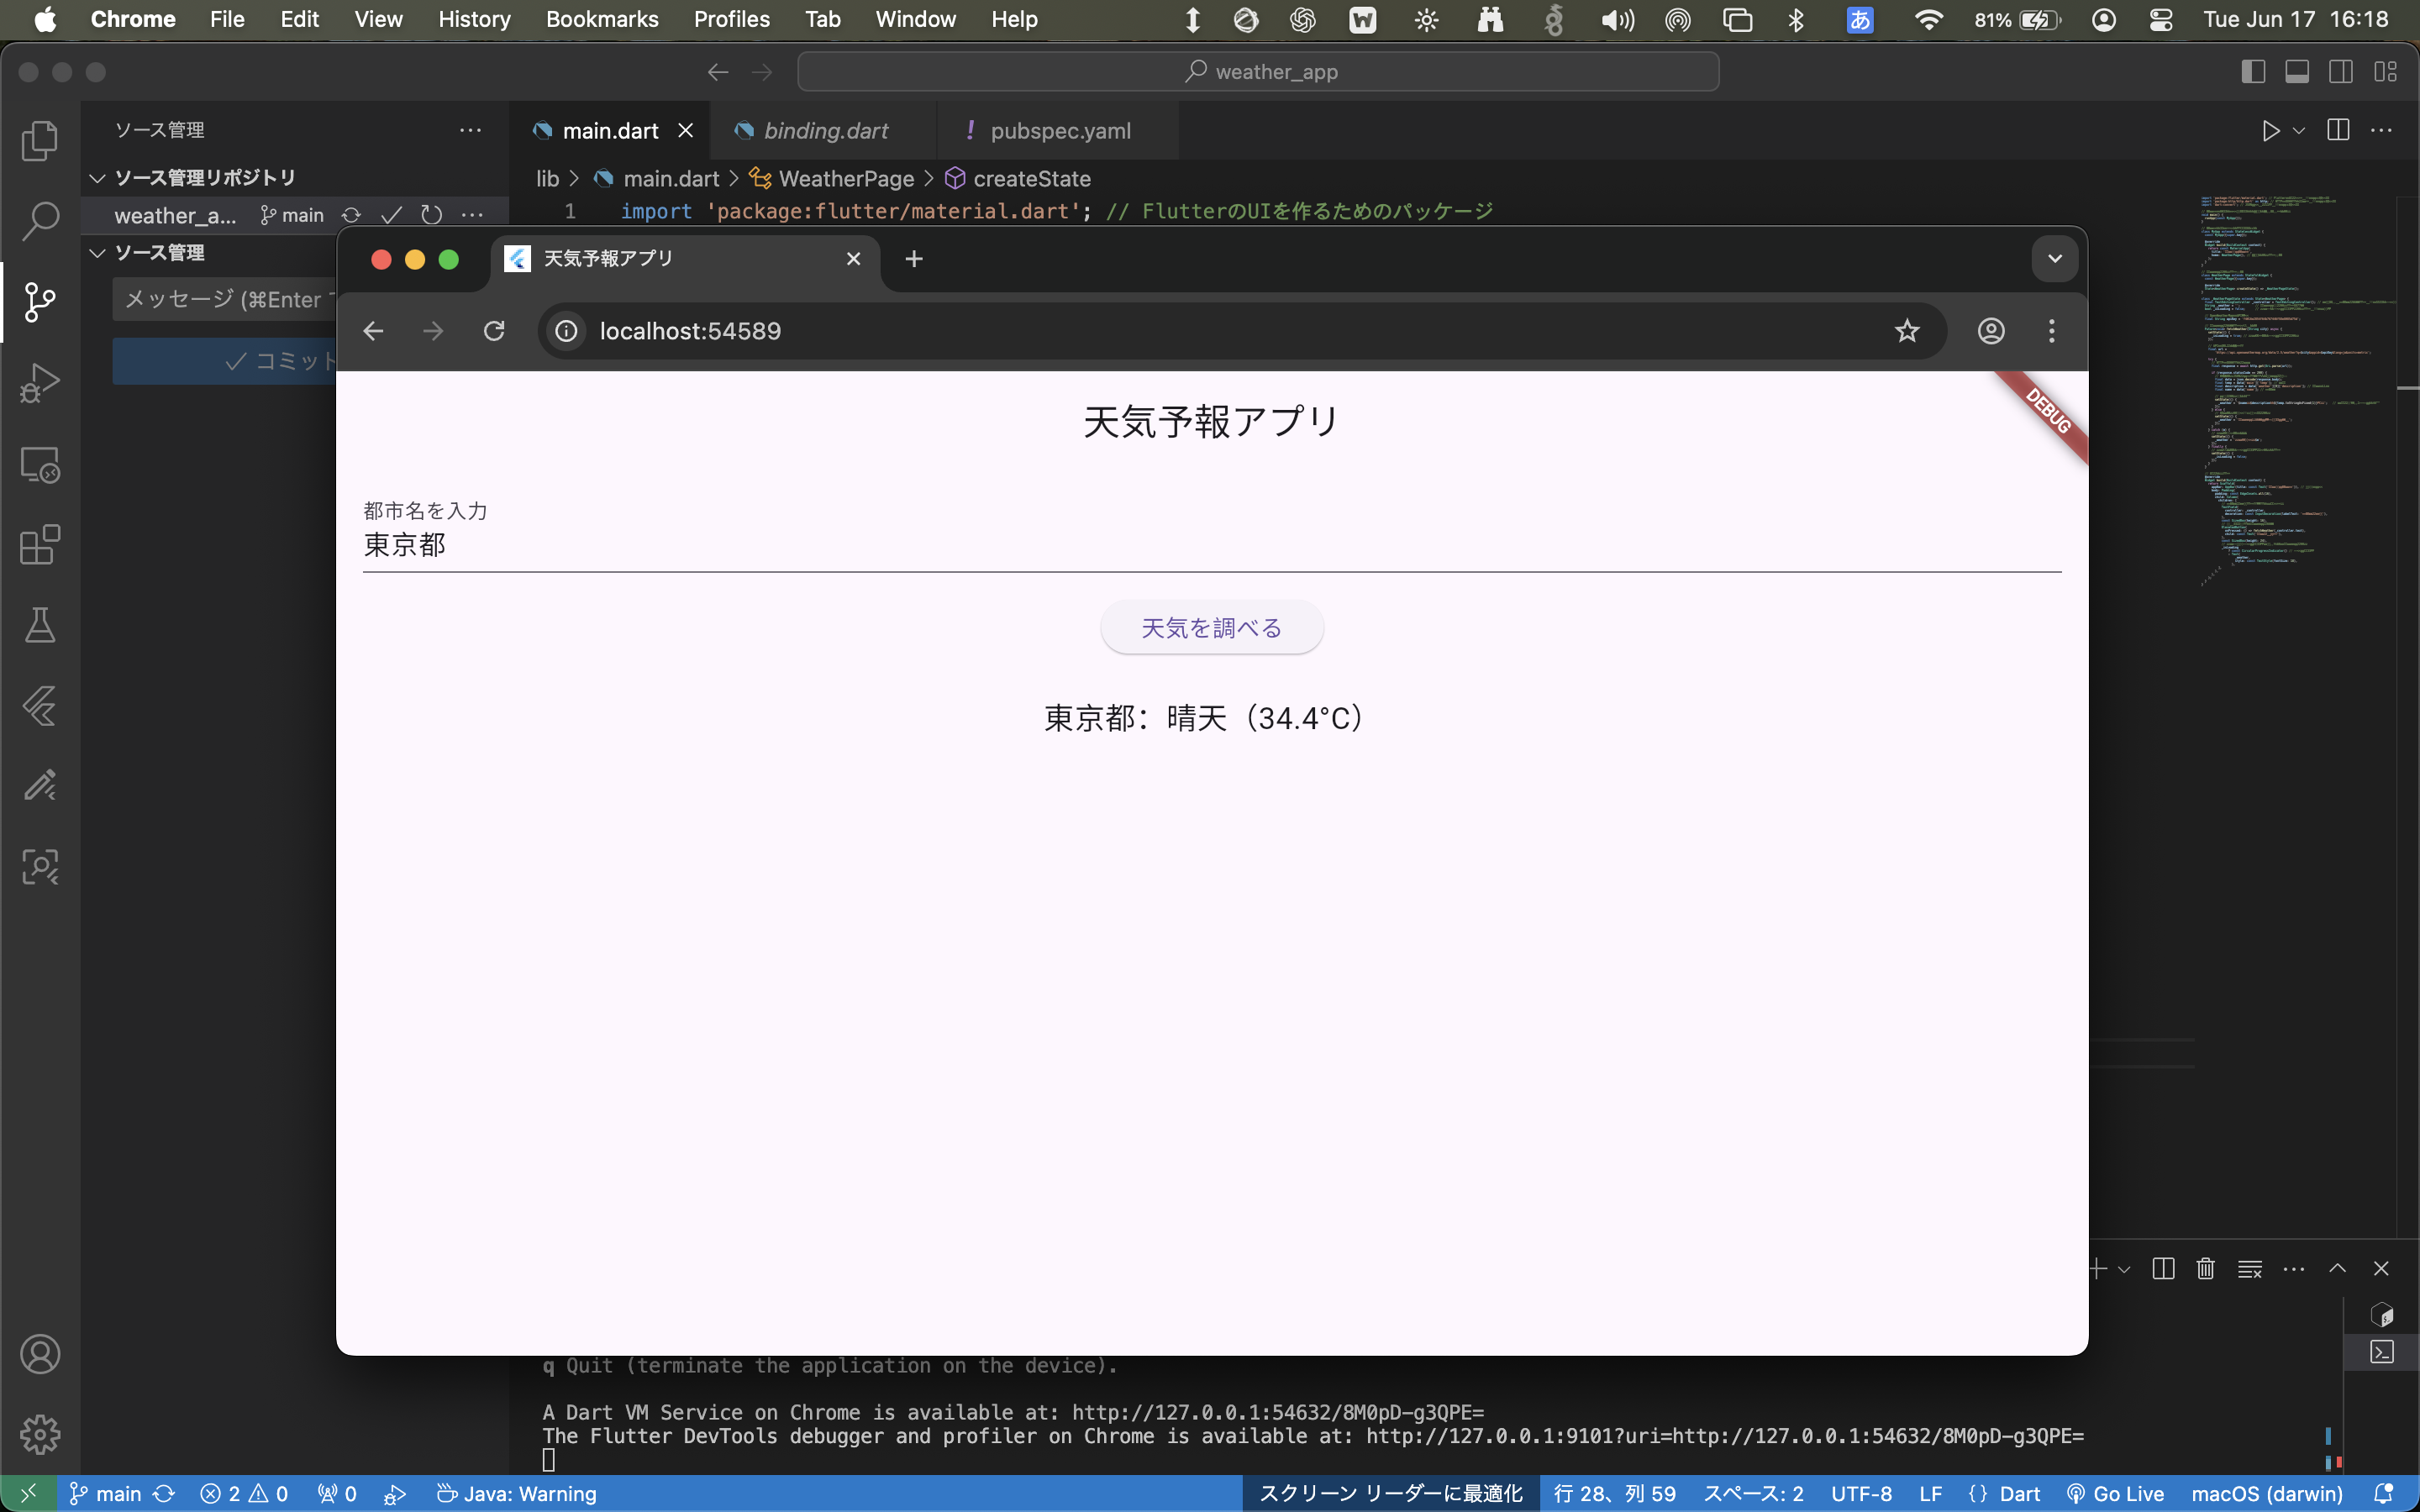 Chrome File Edit View History Bookmarks Profiles Tab Window Help 81% Tue Jun 17 16:18
weather_app
ソース管理
main.dart
binding.dart
pubspec.yaml
ソース管理リポジトリ
lib > main.dart > WeatherPage > createState
weather_a... main
1 import 'package:flutter/material.dart'; // FlutterのUIを作るためのパッケージ
ソース管理
メッセージ (⌘Enter
コミット
天気予報アプリ
localhost:54589
DEBUG
天気予報アプリ
都市名を入力
東京都
天気を調べる
東京都: 晴天（34.4°C）
q Quit (terminate the application on the device).
A Dart VM Service on Chrome is available at: http://127.0.0.1:54632/8M0pD-g3QPE=
The Flutter DevTools debugger and profiler on Chrome is available at: http://127.0.0.1:9101?uri=http://127.0.0.1:54632/8M0pD-g3QPE=
main 2 0 0 Java: Warning スクリーン リーダーに最適化 行 28、列 59 スペース: 2 UTF-8 LF {} Dart Go Live macOS (darwin)